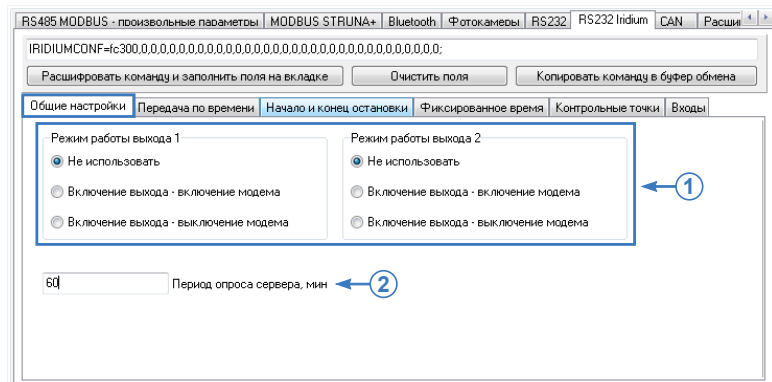 RS485 MODBUS - произвольные параметры MODBUS STRUNA+ Bluetooth Фотокамеры RS232 RS232 Iridium CAN Расши
IRIDIUMCONF=fc300,0,0,0,0,0,0,0,0,0,0,0,0,0,0,0,0,0,0,0,0,0,0,0,0,0,0,0,0,0,0,0,0,0,0,0;
Расшифровать команду и заполнить поля на вкладке Очистить поля Копировать команду в буфер обмена
Общие настройки Передача по времени Начало и конец остановки Фиксированное время Контрольные точки Входы
Режим работы выхода 1 Режим работы выхода 2
Не использовать Не использовать
Включение выхода - включение модема Включение выхода - включение модема
1
Включение выхода - выключение модема Включение выхода - выключение модема
60 Период опроса сервера, мин 2